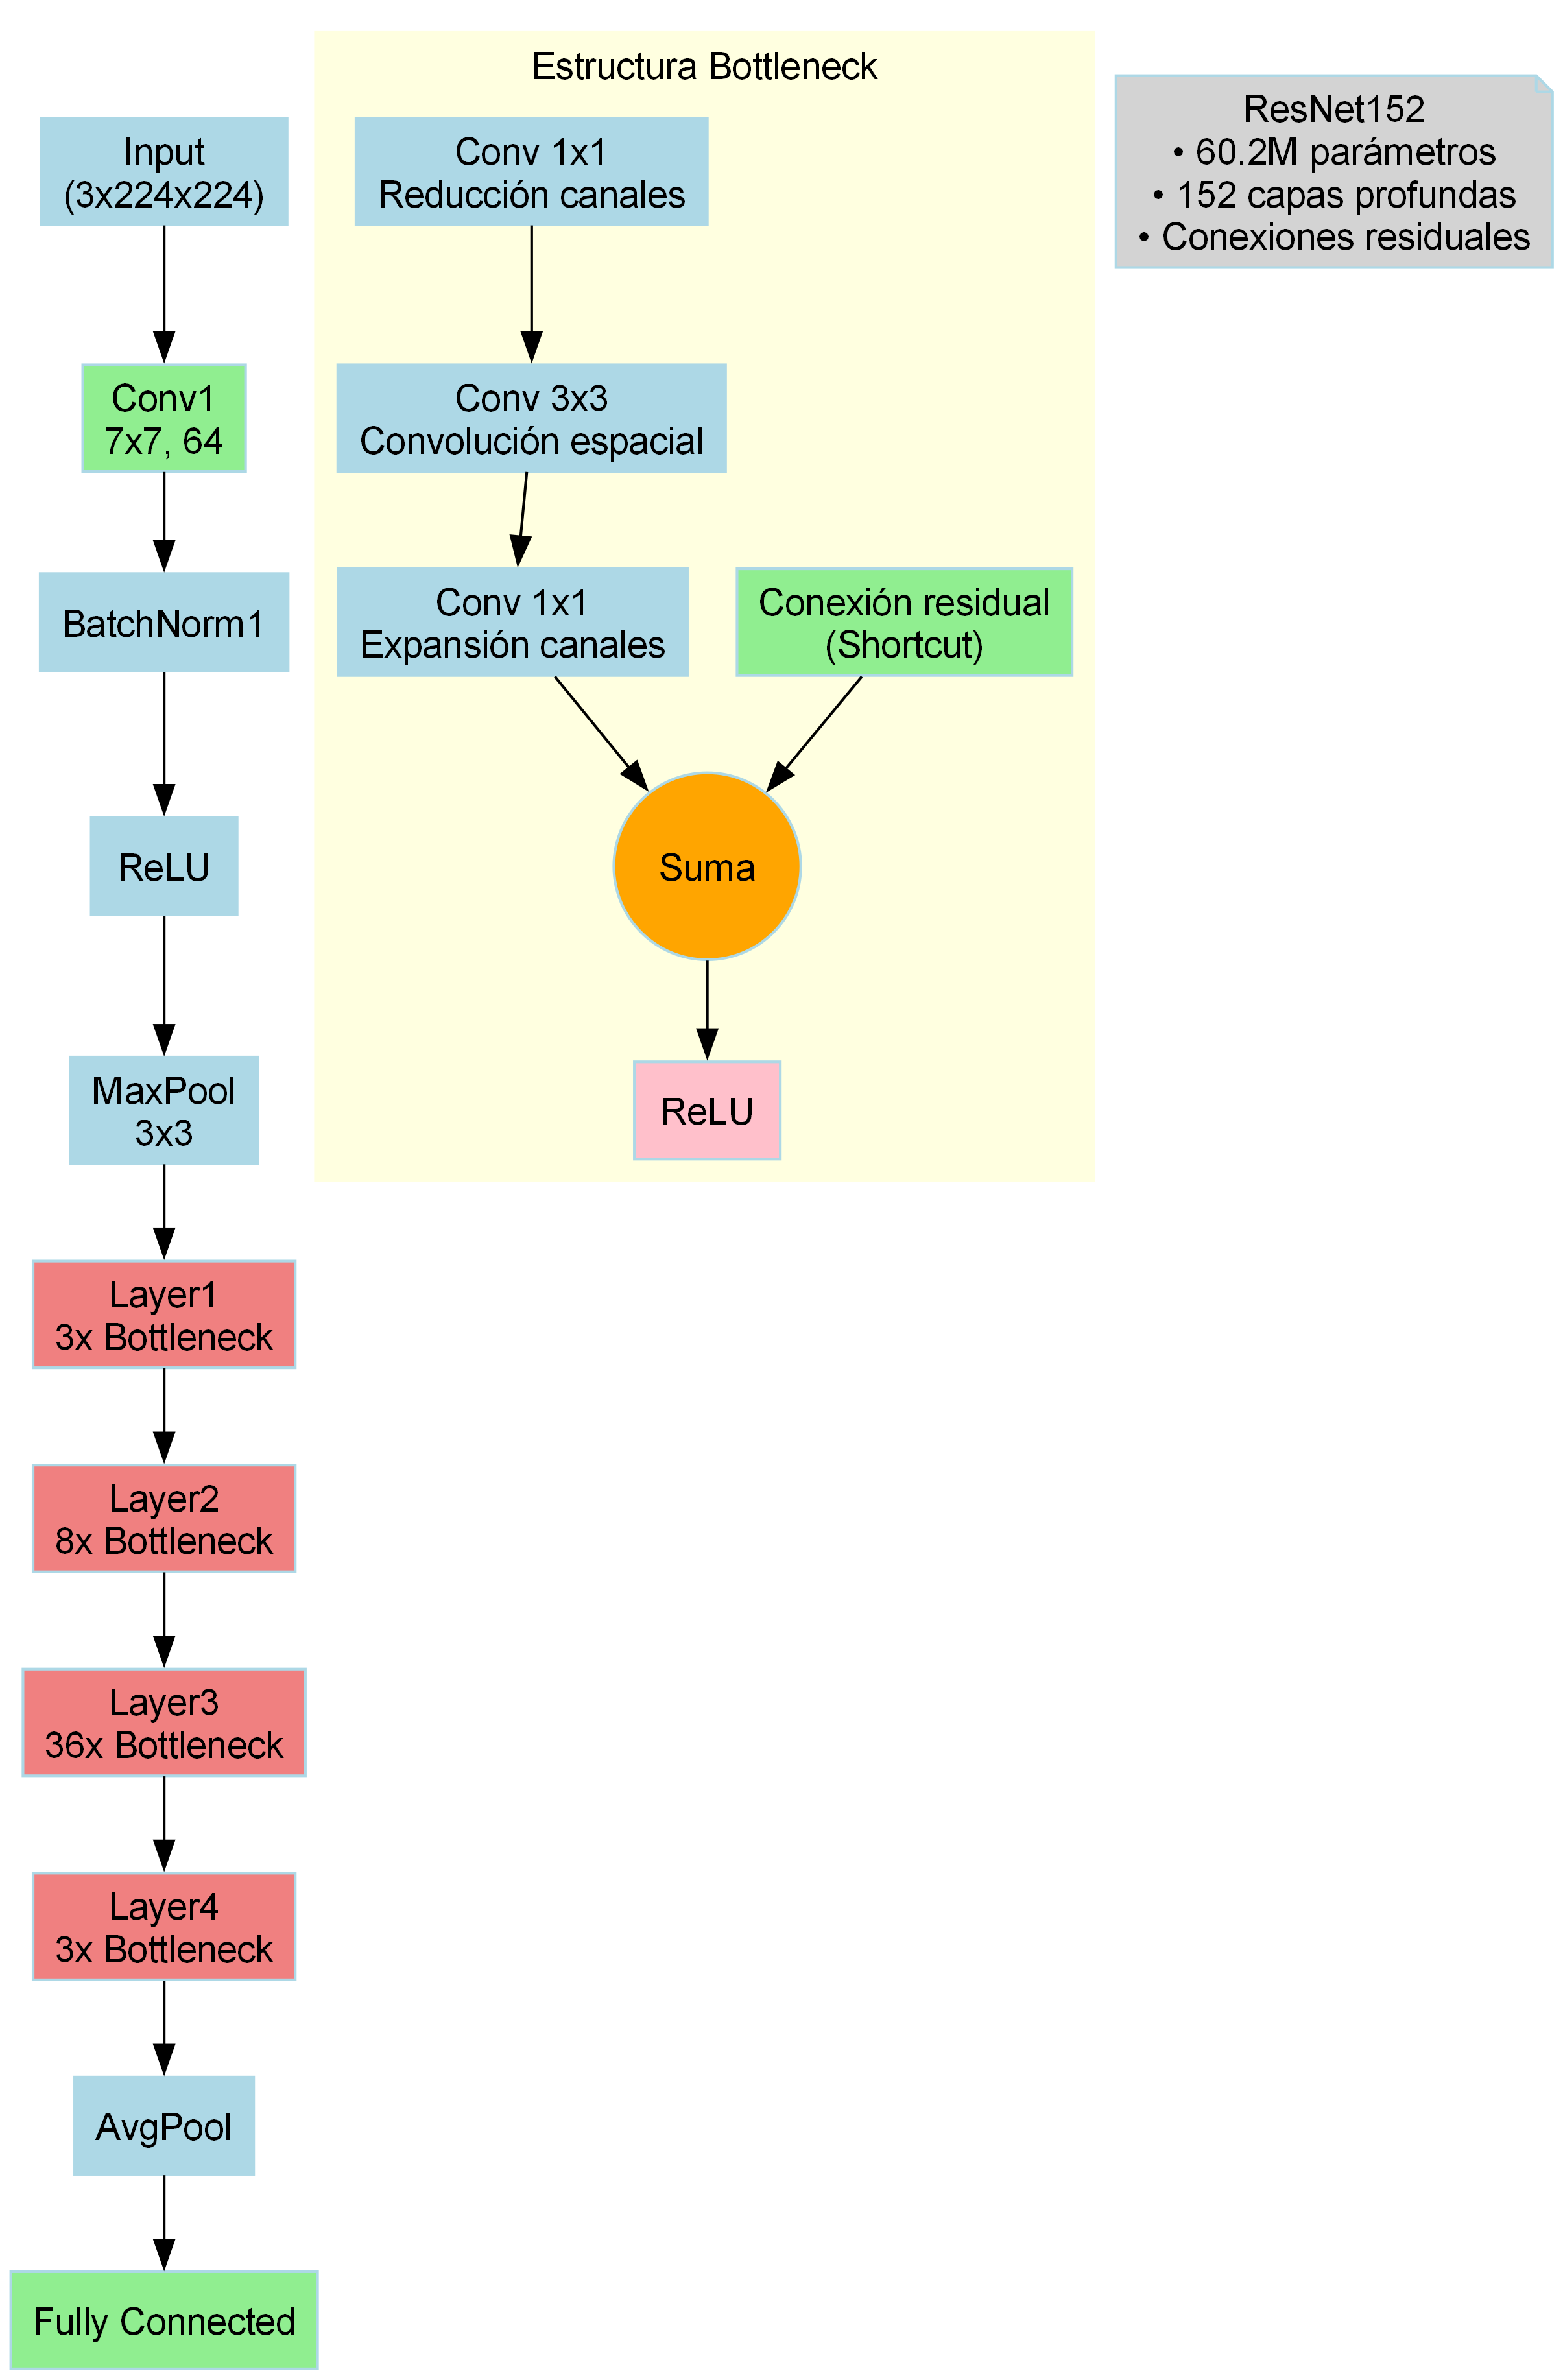 Input
(3x224x224)
Conv1
7x7, 64
BatchNorm1
ReLU
MaxPool
3x3
Layer1
3x Bottleneck
Layer2
8x Bottleneck
Layer3
36x Bottleneck
Layer4
3x Bottleneck
AvgPool
Fully Connected
Estructura Bottleneck
Conv 1x1
Reducción canales
Conv 3x3
Convolución espacial
Conv 1x1
Expansión canales
Conexión residual
(Shortcut)
Suma
ReLU
ResNet152
• 60.2M parámetros
• 152 capas profundas
• Conexiones residuales